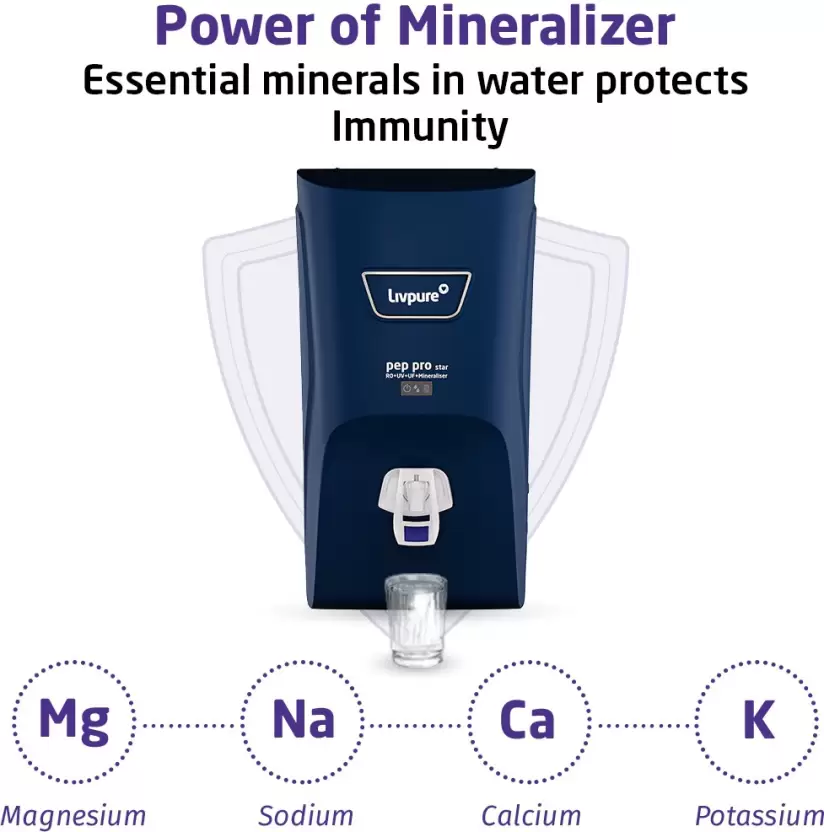 Power of Mineralizer
Essential minerals in water protects
Immunity
Livpure
pep pro star
RO+UV+UF+Mineraliser
Mg
Na
Ca
K
Magnesium
Sodium
Calcium
Potassium